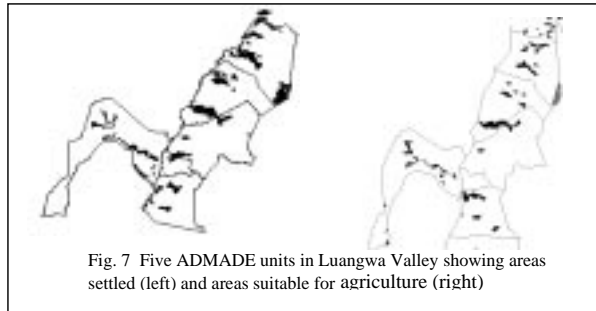 Fig. 7 Five ADMADE units in Luangwa Valley showing areas
settled (left) and areas suitable for agriculture (right)